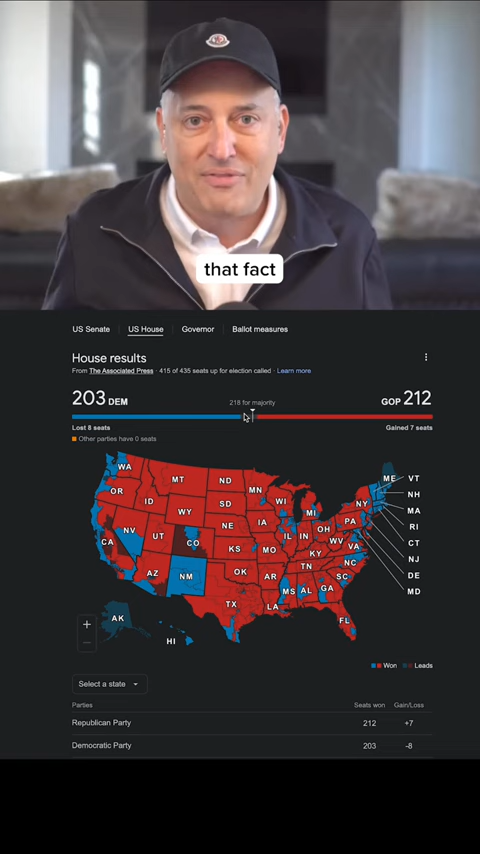 that fact
US Senate US House Governor Ballot measures
House results
From The Associated Press · 415 of 435 seats up for election called · Learn more
203 DEM 218 for majority GOP 212
Lost 8 seats Gained 7 seats
Other parties have 0 seats
WA
MT
ND
MN
ME
VT
OR
ID
SD
WI
MI
NY
NH
WY
MA
NV
NE
IA
PA
RI
UT
IL
IN
OH
CT
CA
CO
KS
MO
WV
VA
NJ
KY
AZ
NM
OK
AR
TN
NC
DE
SC
MD
MS
AL
GA
TX
LA
AK
FL
HI
+
−
Won Leads
Select a state
Parties Seats won Gain/Loss
Republican Party 212 +7
Democratic Party 203 -8